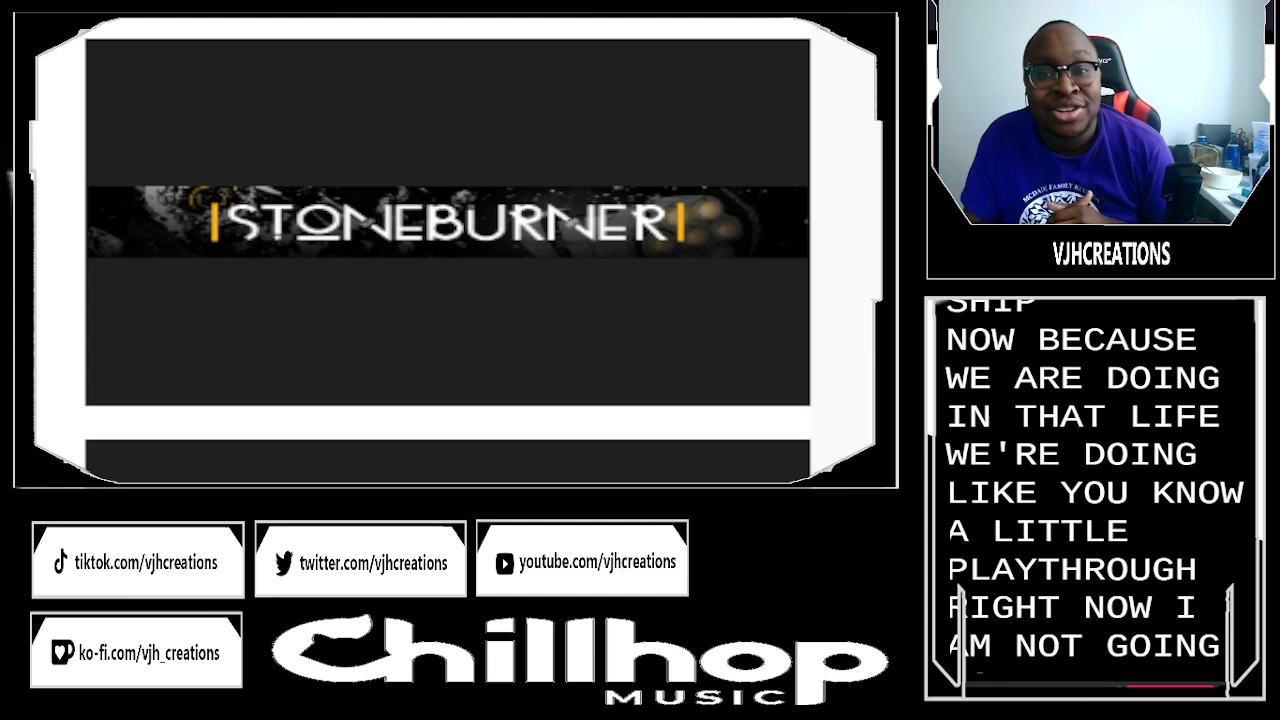 |STONEBURNER|
VJHCREATIONS
SHIP
NOW BECAUSE
WE ARE DOING
IN THAT LIFE
WE'RE DOING
LIKE YOU KNOW
A LITTLE
PLAYTHROUGH
RIGHT NOW I
AM NOT GOING
tiktok.com/vjhcreations
twitter.com/vjhcreations
youtube.com/vjhcreations
ko-fi.com/vjh_creations
Chillhop
MUSIC